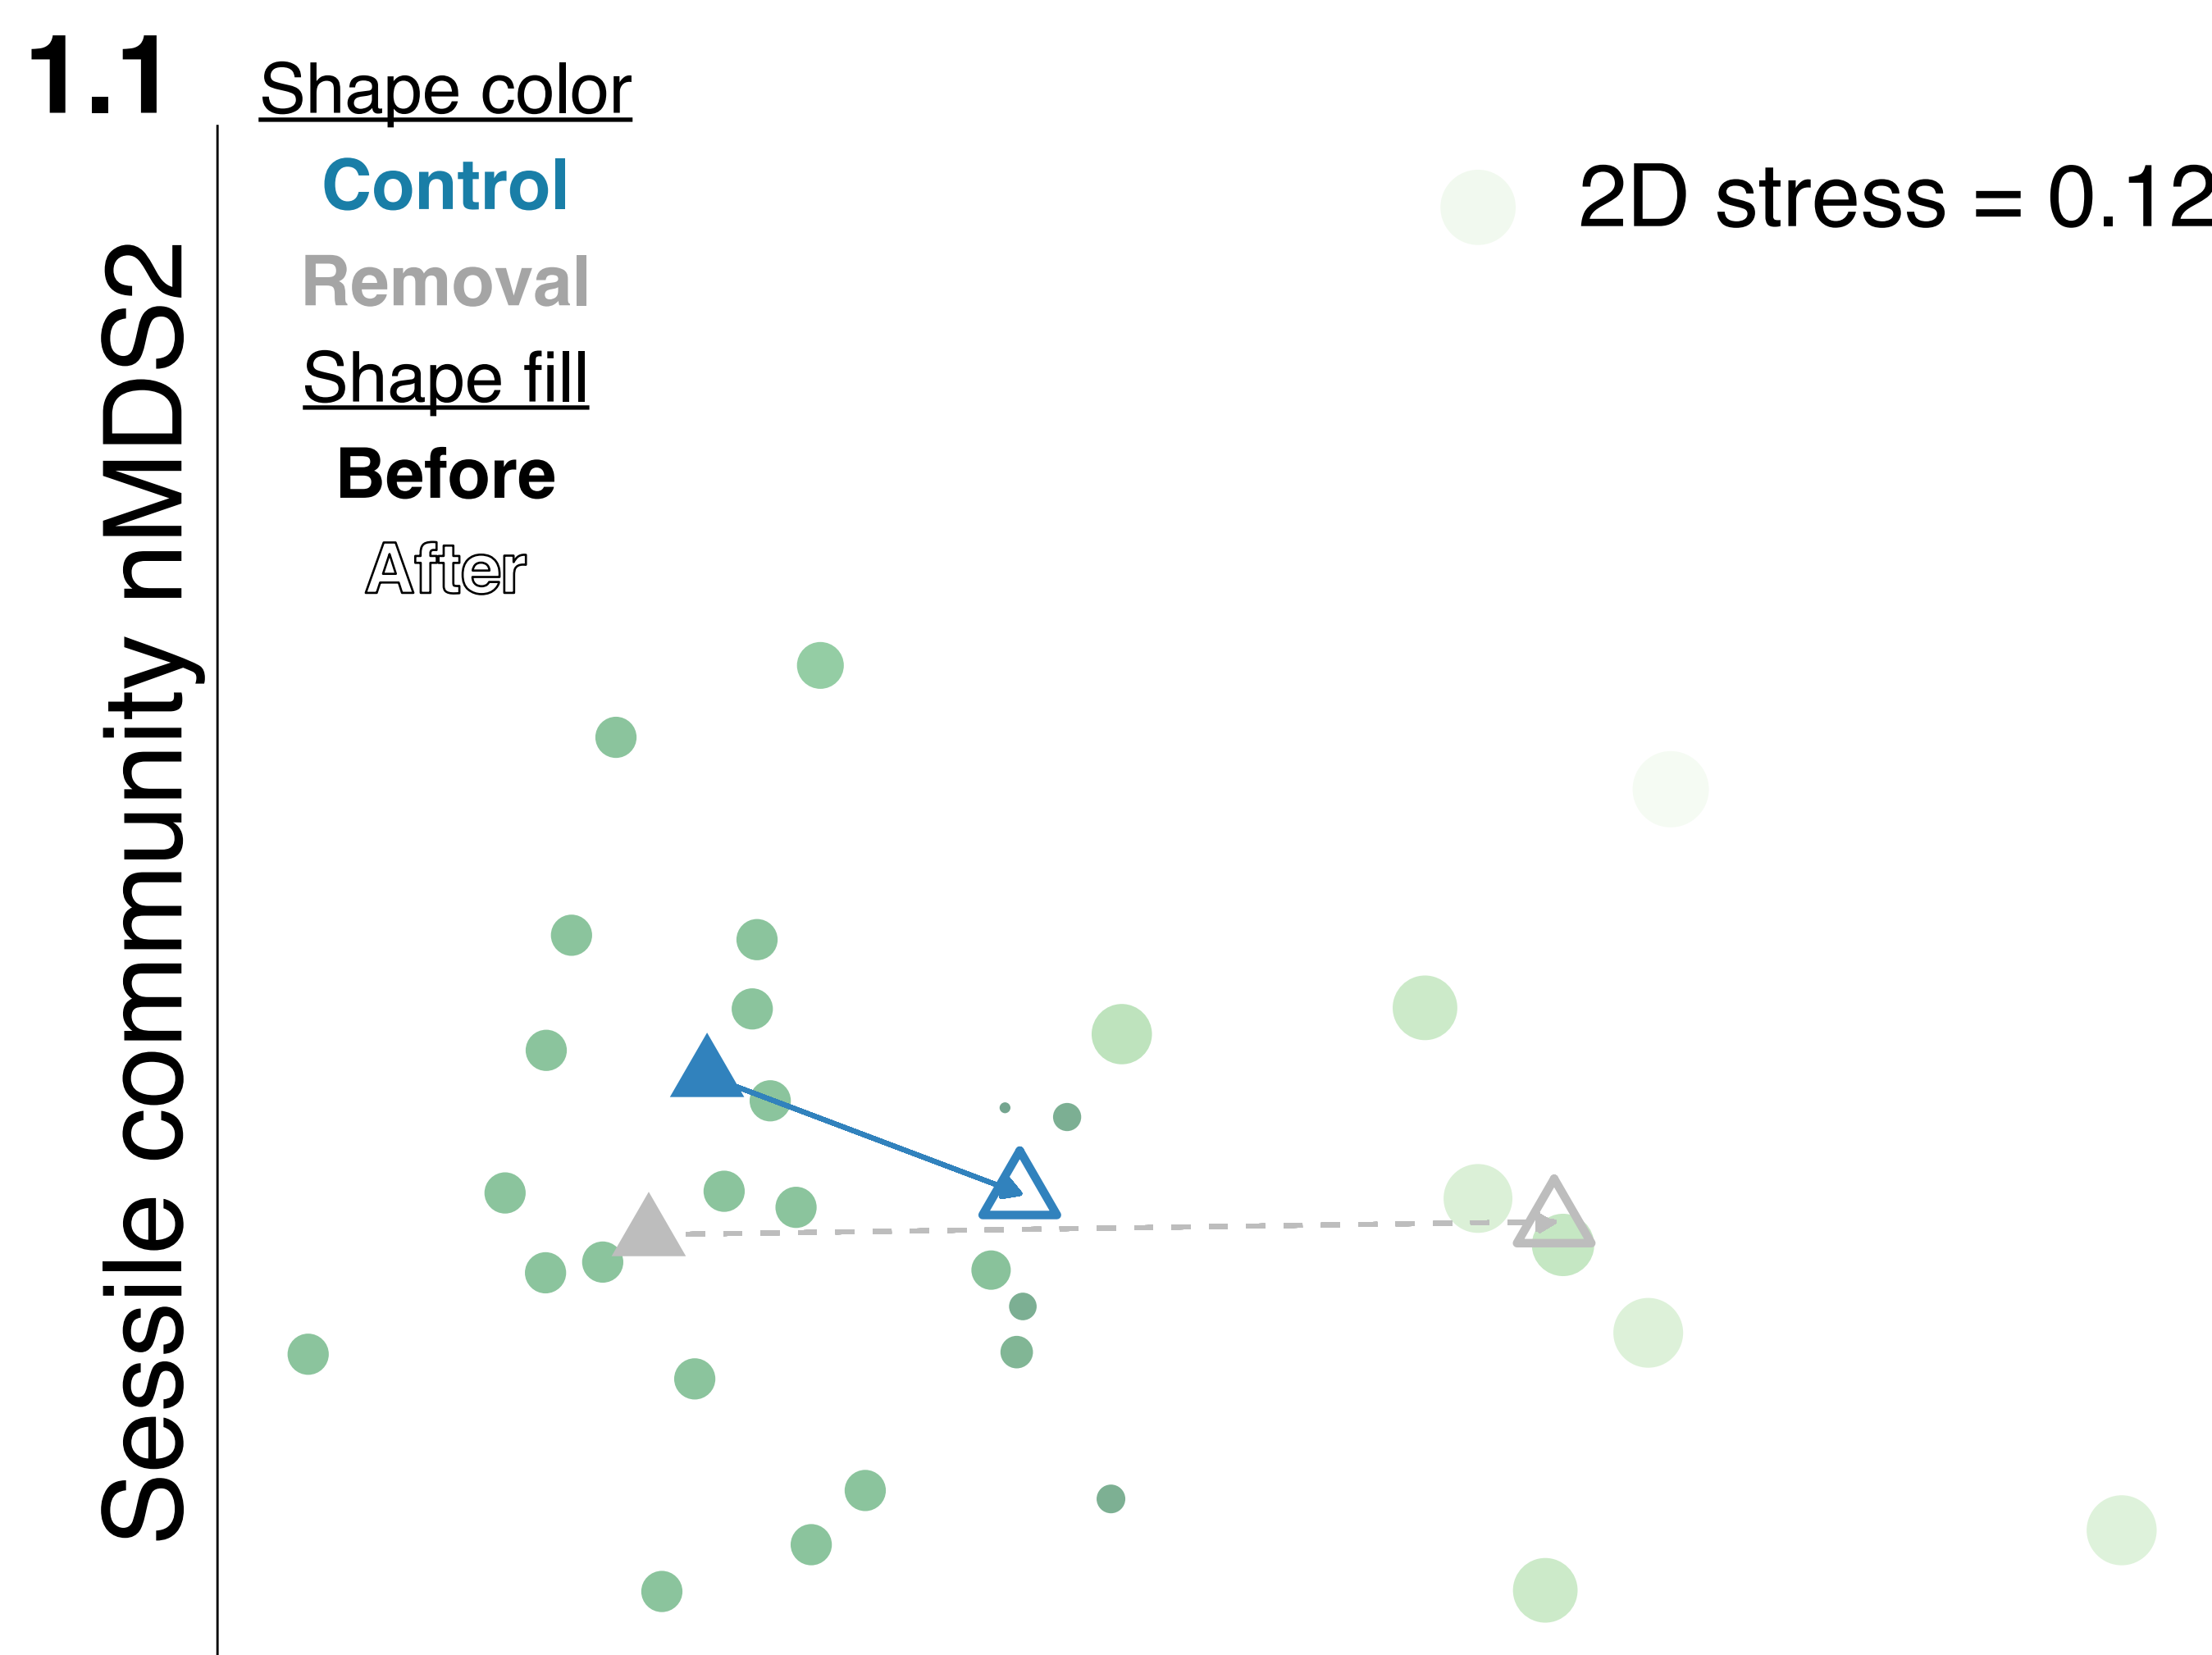 1.1
Shape color
Control
Removal
Shape fill
Before
After
2D stress = 0.12
Sessile community nMDS2